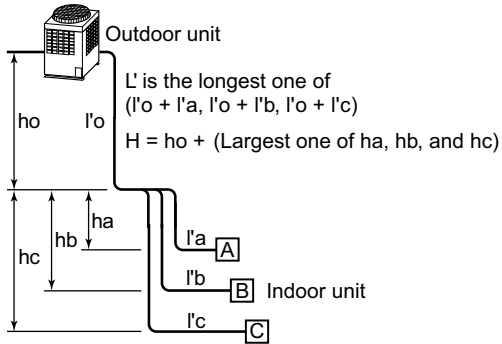 Outdoor unit
L' is the longest one of
(l'o + l'a, l'o + l'b, l'o + l'c)
H = ho + (Largest one of ha, hb, and hc)
ho
l'o
ha
hb
hc
l'a
A
l'b
B
Indoor unit
l'c
C